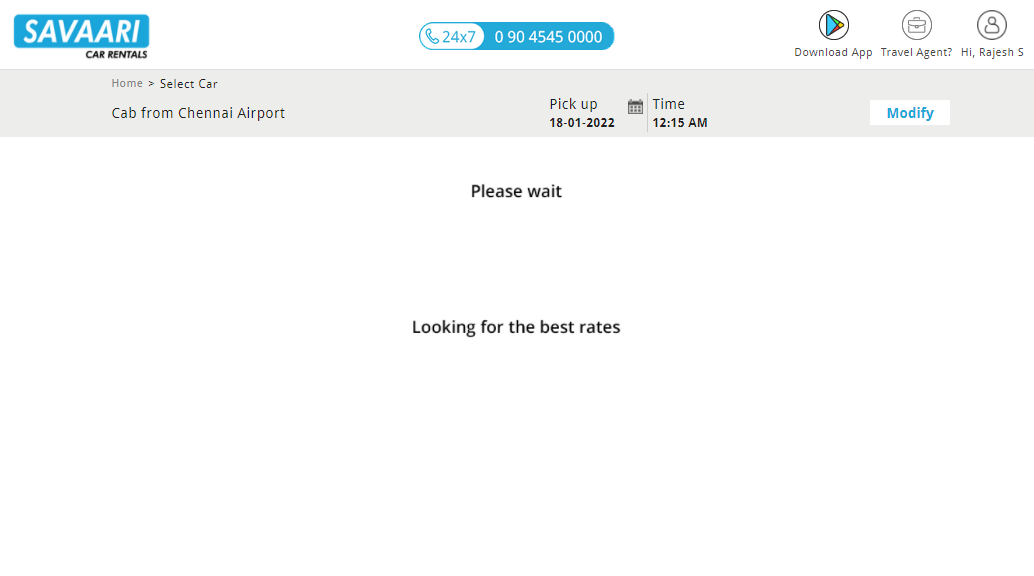 SAVAARI
CAR RENTALS
24x7 0 90 4545 0000
Download App Travel Agent? Hi, Rajesh S
Home > Select Car
Cab from Chennai Airport
Pick up
18-01-2022
Time
12:15 AM
Modify
Please wait
Looking for the best rates